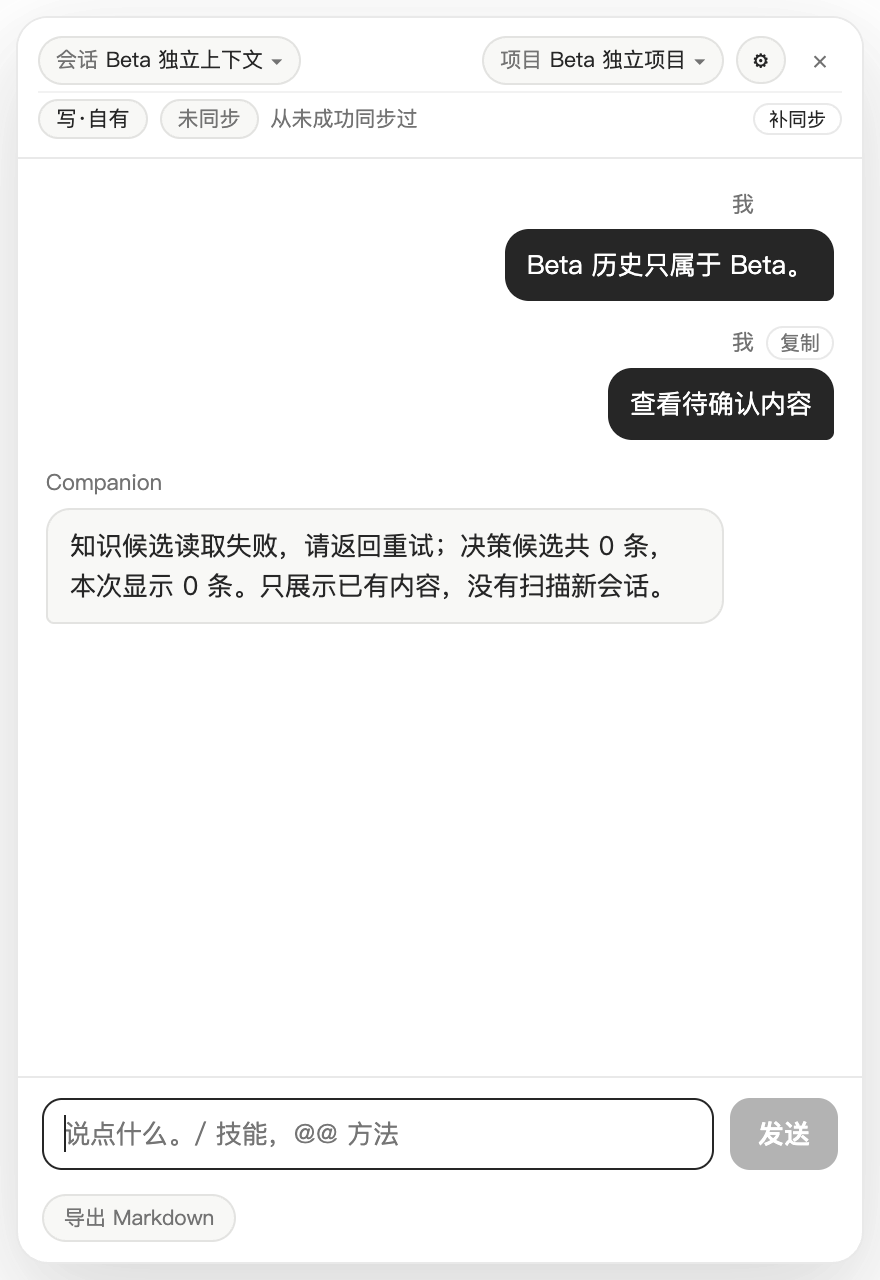 会话 Beta 独立上下文
项目 Beta 独立项目
写·自有 未同步 从未成功同步过 补同步
我
Beta 历史只属于 Beta。
我 复制
查看待确认内容
Companion
知识候选读取失败，请返回重试；决策候选共 0 条，
本次显示 0 条。只展示已有内容，没有扫描新会话。
说点什么。/ 技能，@@ 方法
发送
导出 Markdown